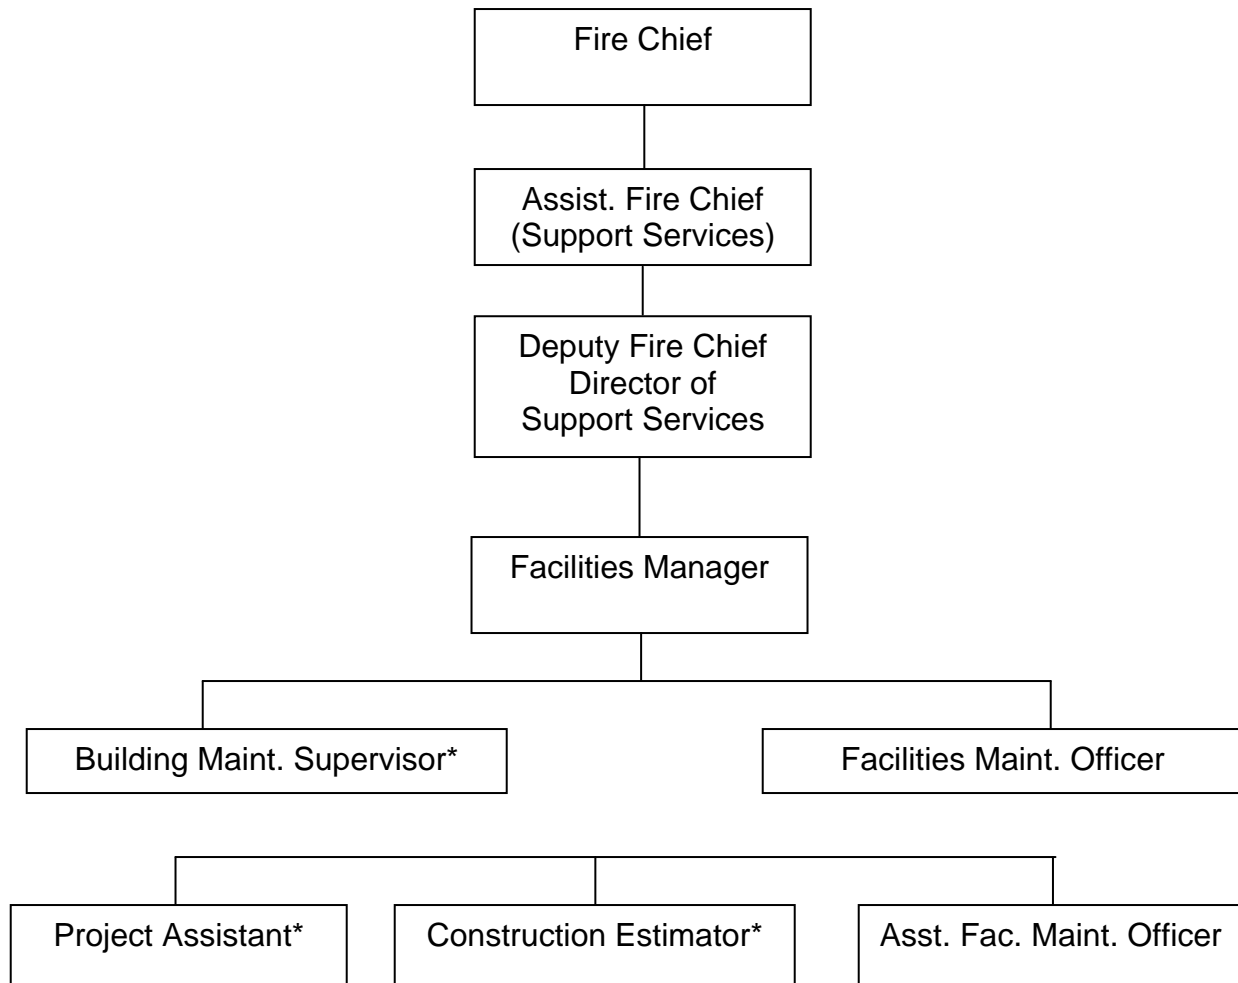 Fire Chief
Assist. Fire Chief
(Support Services)
Deputy Fire Chief
Director of
Support Services
Facilities Manager
Building Maint. Supervisor*
Facilities Maint. Officer
Project Assistant*
Construction Estimator*
Asst. Fac. Maint. Officer